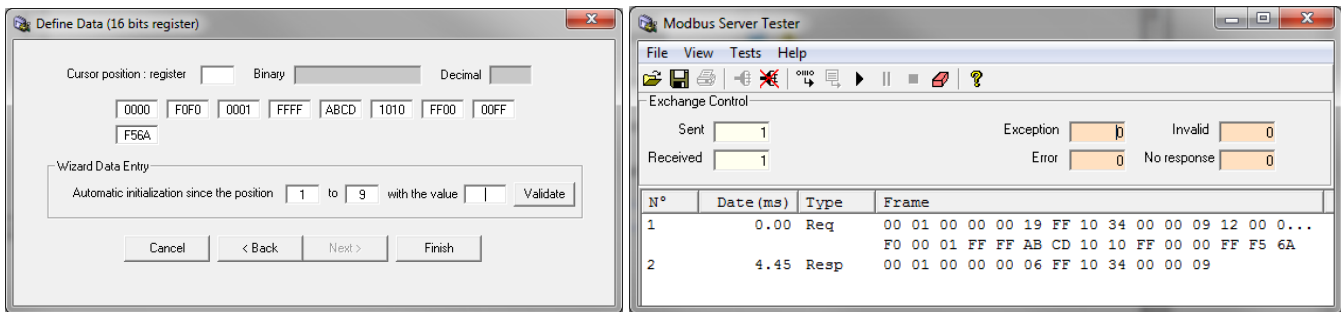 Define Data (16 bits register)
Cursor position : register Binary Decimal
0000 F0F0 0001 FFFF ABCD 1010 FF00 00FF
F56A
Wizard Data Entry
Automatic initialization since the position 1 to 9 with the value Validate
Cancel < Back Next > Finish
Modbus Server Tester
File View Tests Help
Exchange Control
Sent 1 Exception 0 Invalid 0
Received 1 Error 0 No response 0
N° Date (ms) Type Frame
1 0.00 Req 00 01 00 00 00 19 FF 10 34 00 00 09 12 00 0...
F0 00 01 FF FF AB CD 10 10 FF 00 00 FF F5 6A
2 4.45 Resp 00 01 00 00 00 06 FF 10 34 00 00 09